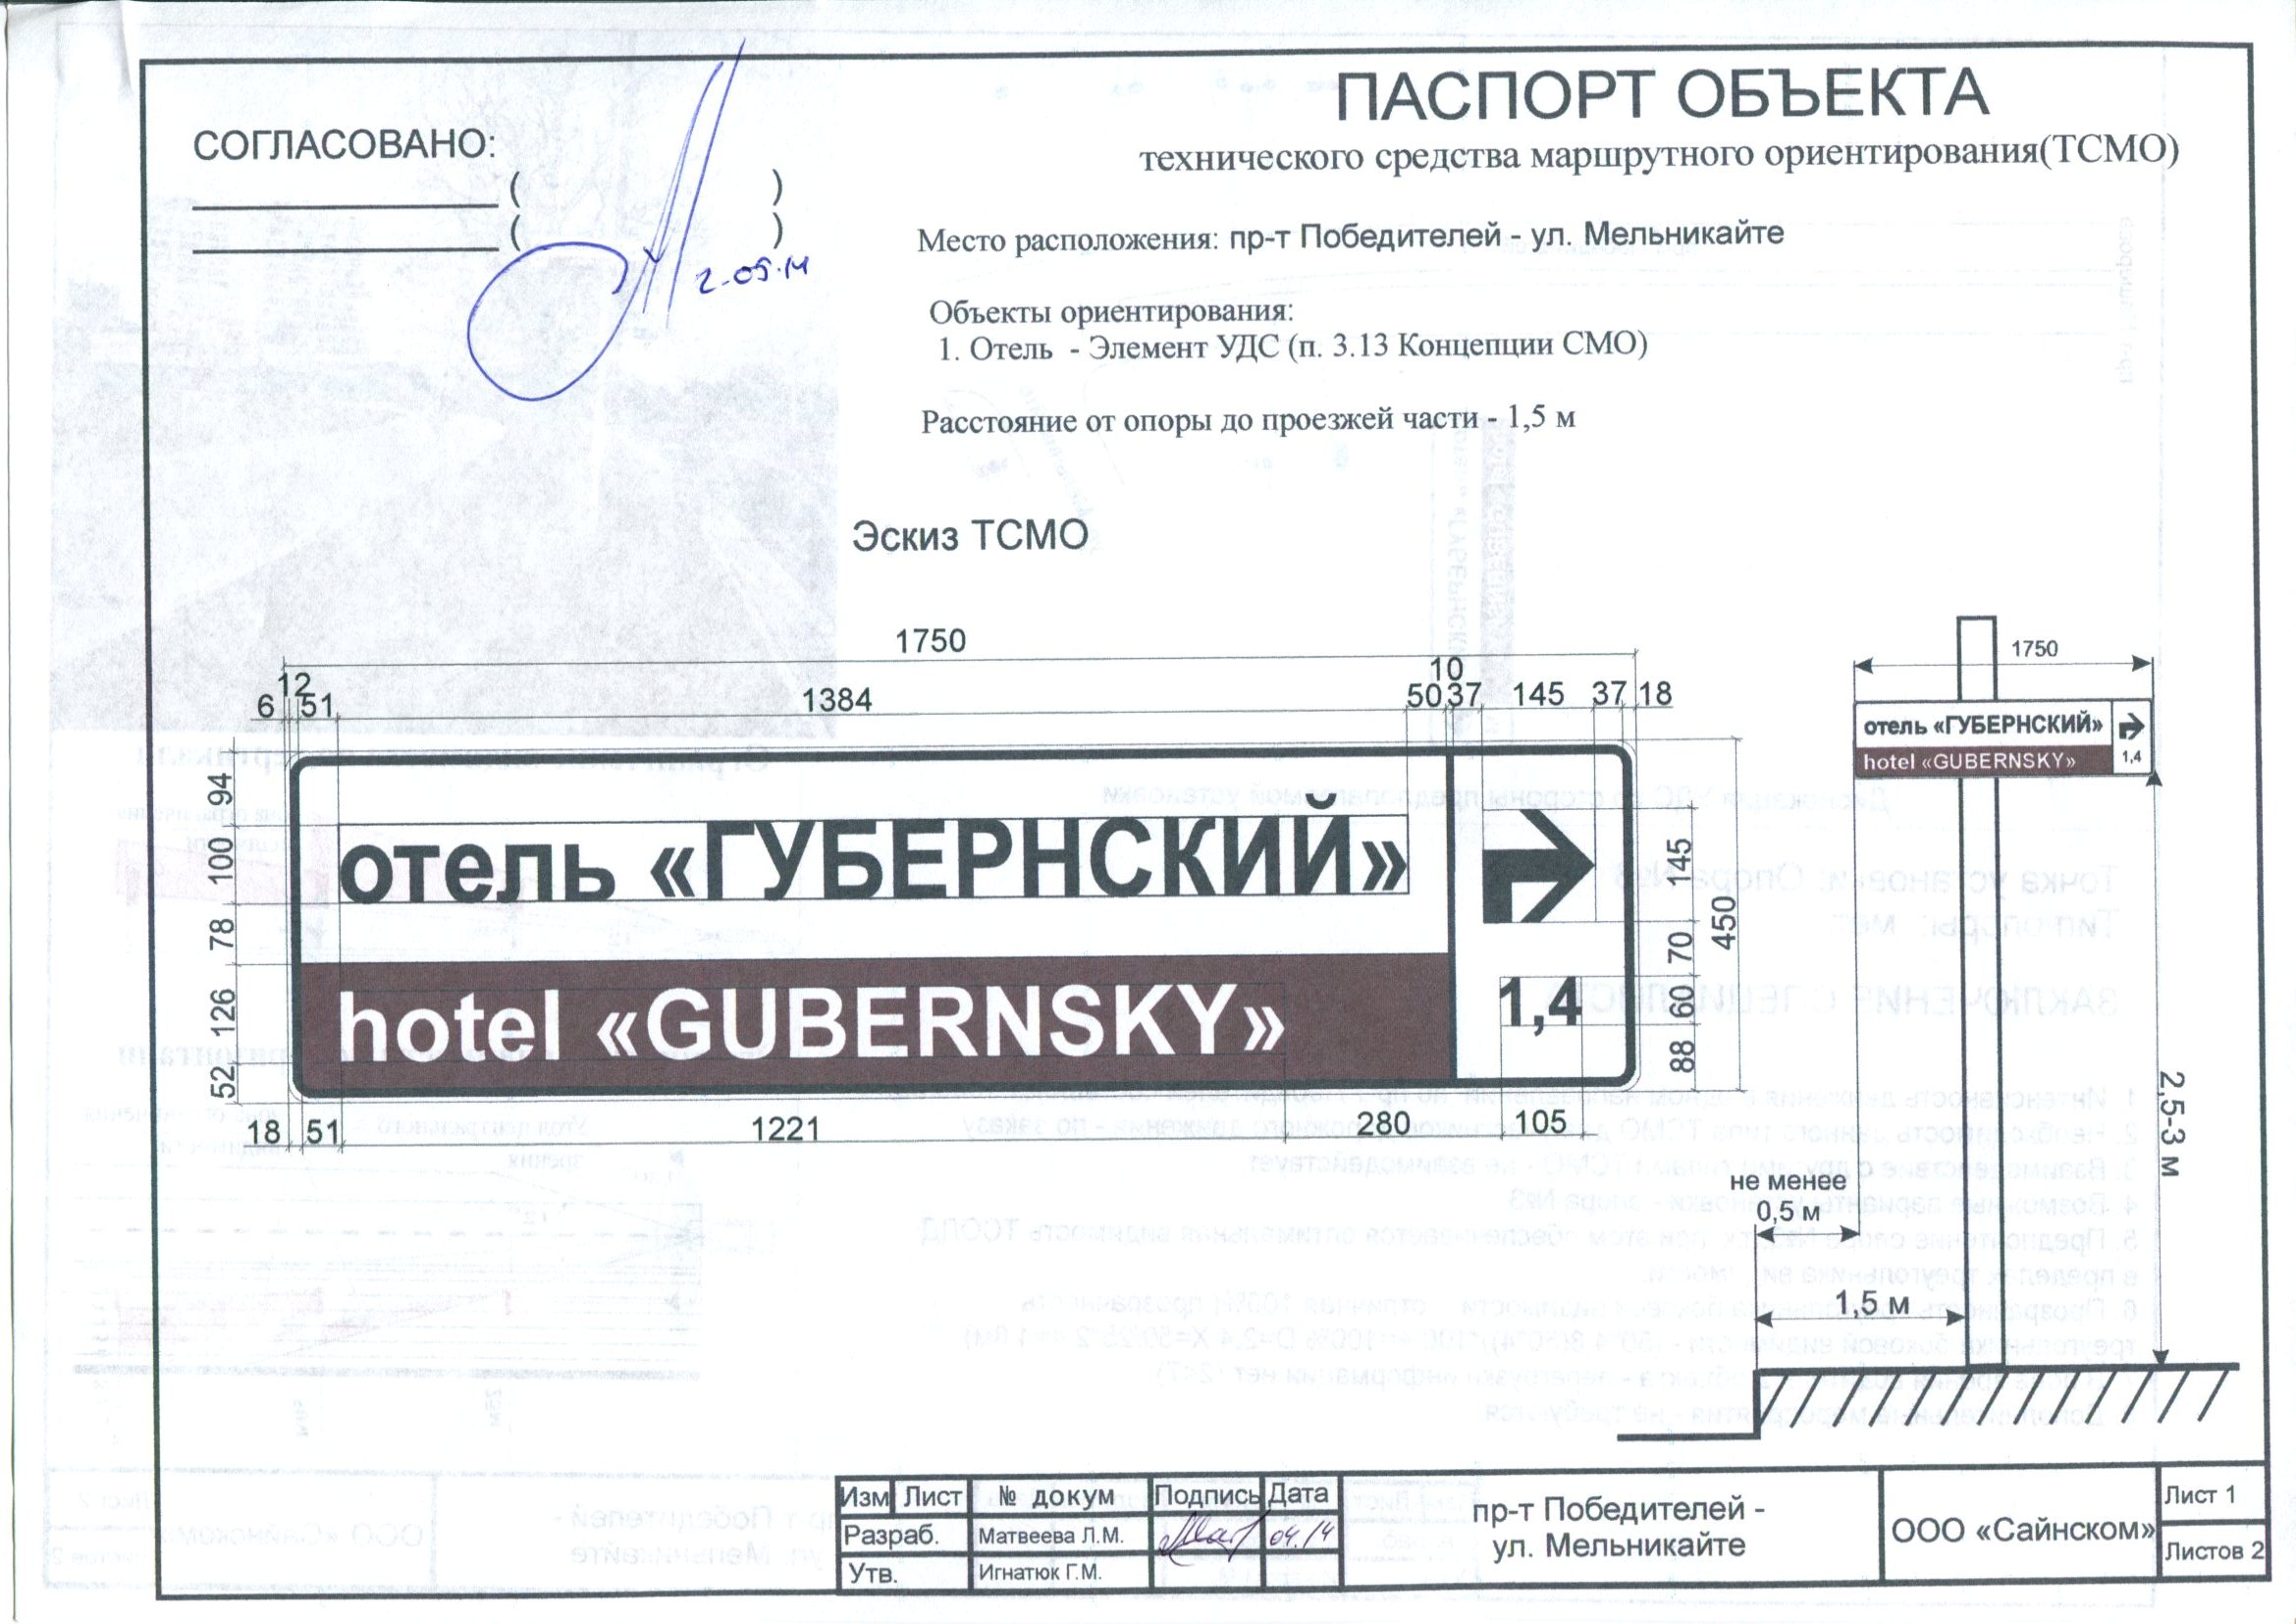 ПАСПОРТ ОБЪЕКТА
технического средства маршрутного ориентирования(ТСМО)
СОГЛАСОВАНО:
( )
( )
2.05.14
Место расположения: пр-т Победителей - ул. Мельникайте
Объекты ориентирования:
1. Отель - Элемент УДС (п. 3.13 Концепции СМО)
Расстояние от опоры до проезжей части - 1,5 м
Эскиз ТСМО
1750
6 12 51 1384 50 10 37 145 37 18
94
100
78
126
52
отель «ГУБЕРНСКИЙ»
hotel «GUBERNSKY»
1,4
145
70
60
88
450
18 51 1221 280 105
1750
отель «ГУБЕРНСКИЙ»
hotel «GUBERNSKY»
1,4
2,5-3 м
не менее
0,5 м
1,5 м
Изм Лист № докум Подпись Дата
Разраб. Матвеева Л.М. 04.14
Утв. Игнатюк Г.М.
пр-т Победителей -
ул. Мельникайте
ООО «Сайнском»
Лист 1
Листов 2